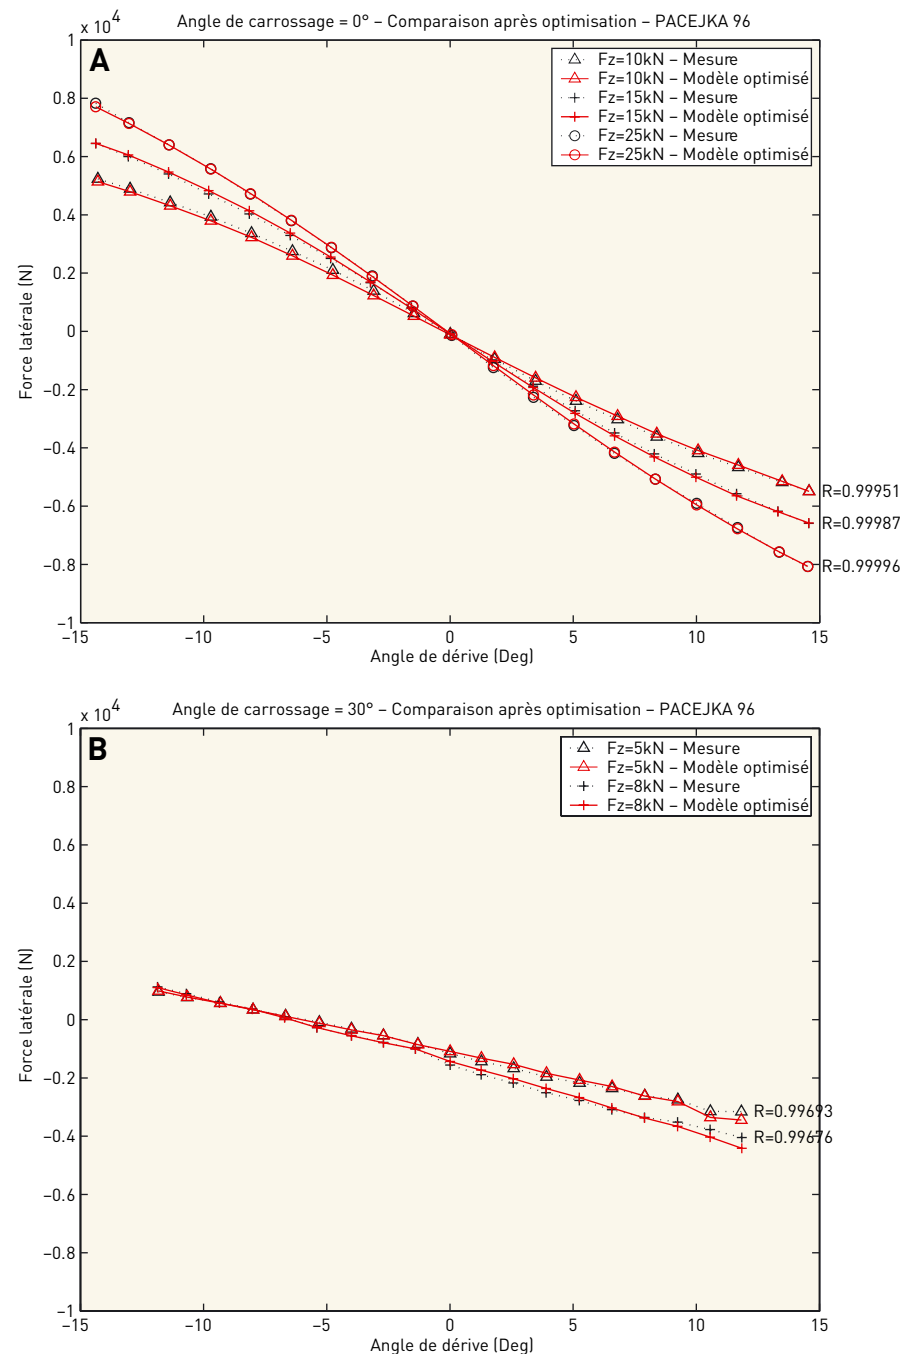 Angle de carrossage = 0° – Comparaison après optimisation – PACEJKA 96
x 10⁴
A
Fz=10kN – Mesure
Fz=10kN – Modèle optimisé
Fz=15kN – Mesure
Fz=15kN – Modèle optimisé
Fz=25kN – Mesure
Fz=25kN – Modèle optimisé
1
0.8
0.6
0.4
0.2
0
–0.2
–0.4
–0.6
–0.8
–1
Force latérale (N)
R=0.99951
R=0.99987
R=0.99996
–15 –10 –5 0 5 10 15
Angle de dérive (Deg)
Angle de carrossage = 30° – Comparaison après optimisation – PACEJKA 96
x 10⁴
B
Fz=5kN – Mesure
Fz=5kN – Modèle optimisé
Fz=8kN – Mesure
Fz=8kN – Modèle optimisé
1
0.8
0.6
0.4
0.2
0
–0.2
–0.4
–0.6
–0.8
–1
Force latérale (N)
R=0.99693
R=0.99676
–15 –10 –5 0 5 10 15
Angle de dérive (Deg)